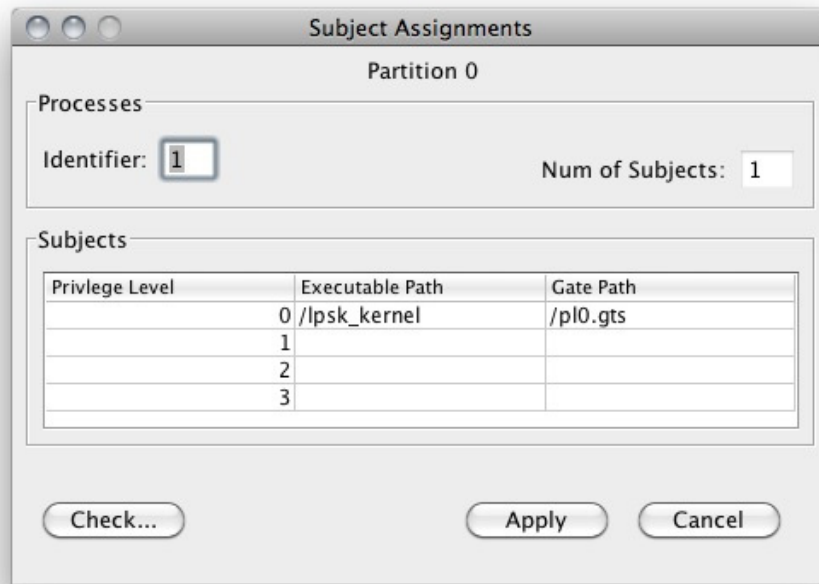 Subject Assignments
Partition 0
Processes
Identifier: 1
Num of Subjects: 1
Subjects
Privlege Level Executable Path Gate Path
0 /lpsk_kernel /pl0.gts
1
2
3
Check... Apply Cancel